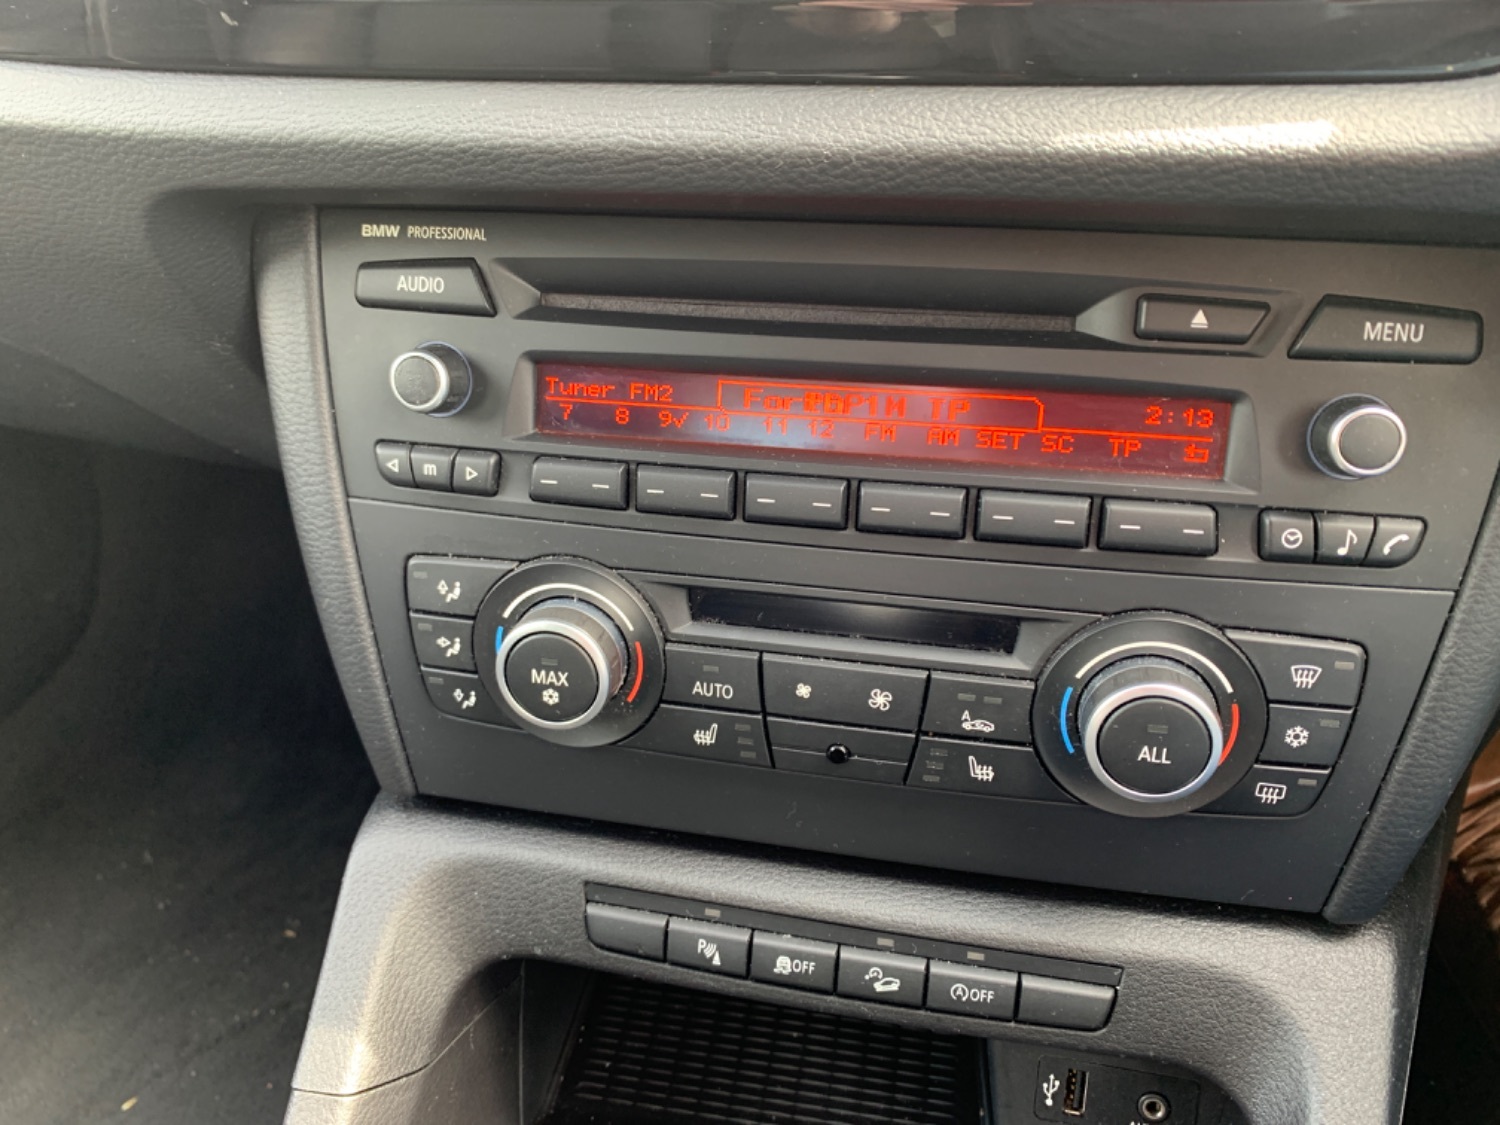 BMW PROFESSIONAL
AUDIO
MENU
Tuner FM2
TP
2:13
7 8 9✓ 10 11 12 FM AM SET SC TP
m
MAX
AUTO
A
ALL
P
OFF
A OFF